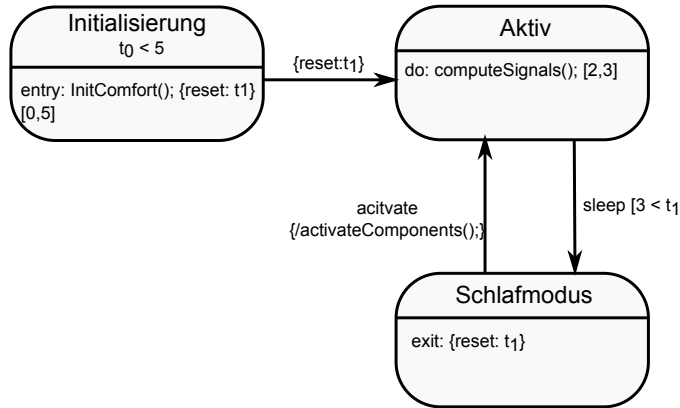 Initialisierung
t0 < 5
entry: InitComfort(); {reset: t1}
[0,5]
{reset:t1}
Aktiv
do: computeSignals(); [2,3]
acitvate
{/activateComponents();}
sleep [3 < t1
Schlafmodus
exit: {reset: t1}